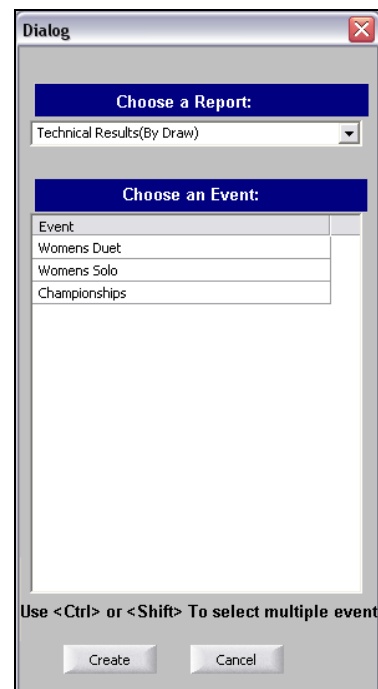 Dialog
Choose a Report:
Technical Results(By Draw)
Choose an Event:
Event
Womens Duet
Womens Solo
Championships
Use <Ctrl> or <Shift> To select multiple event
Create Cancel